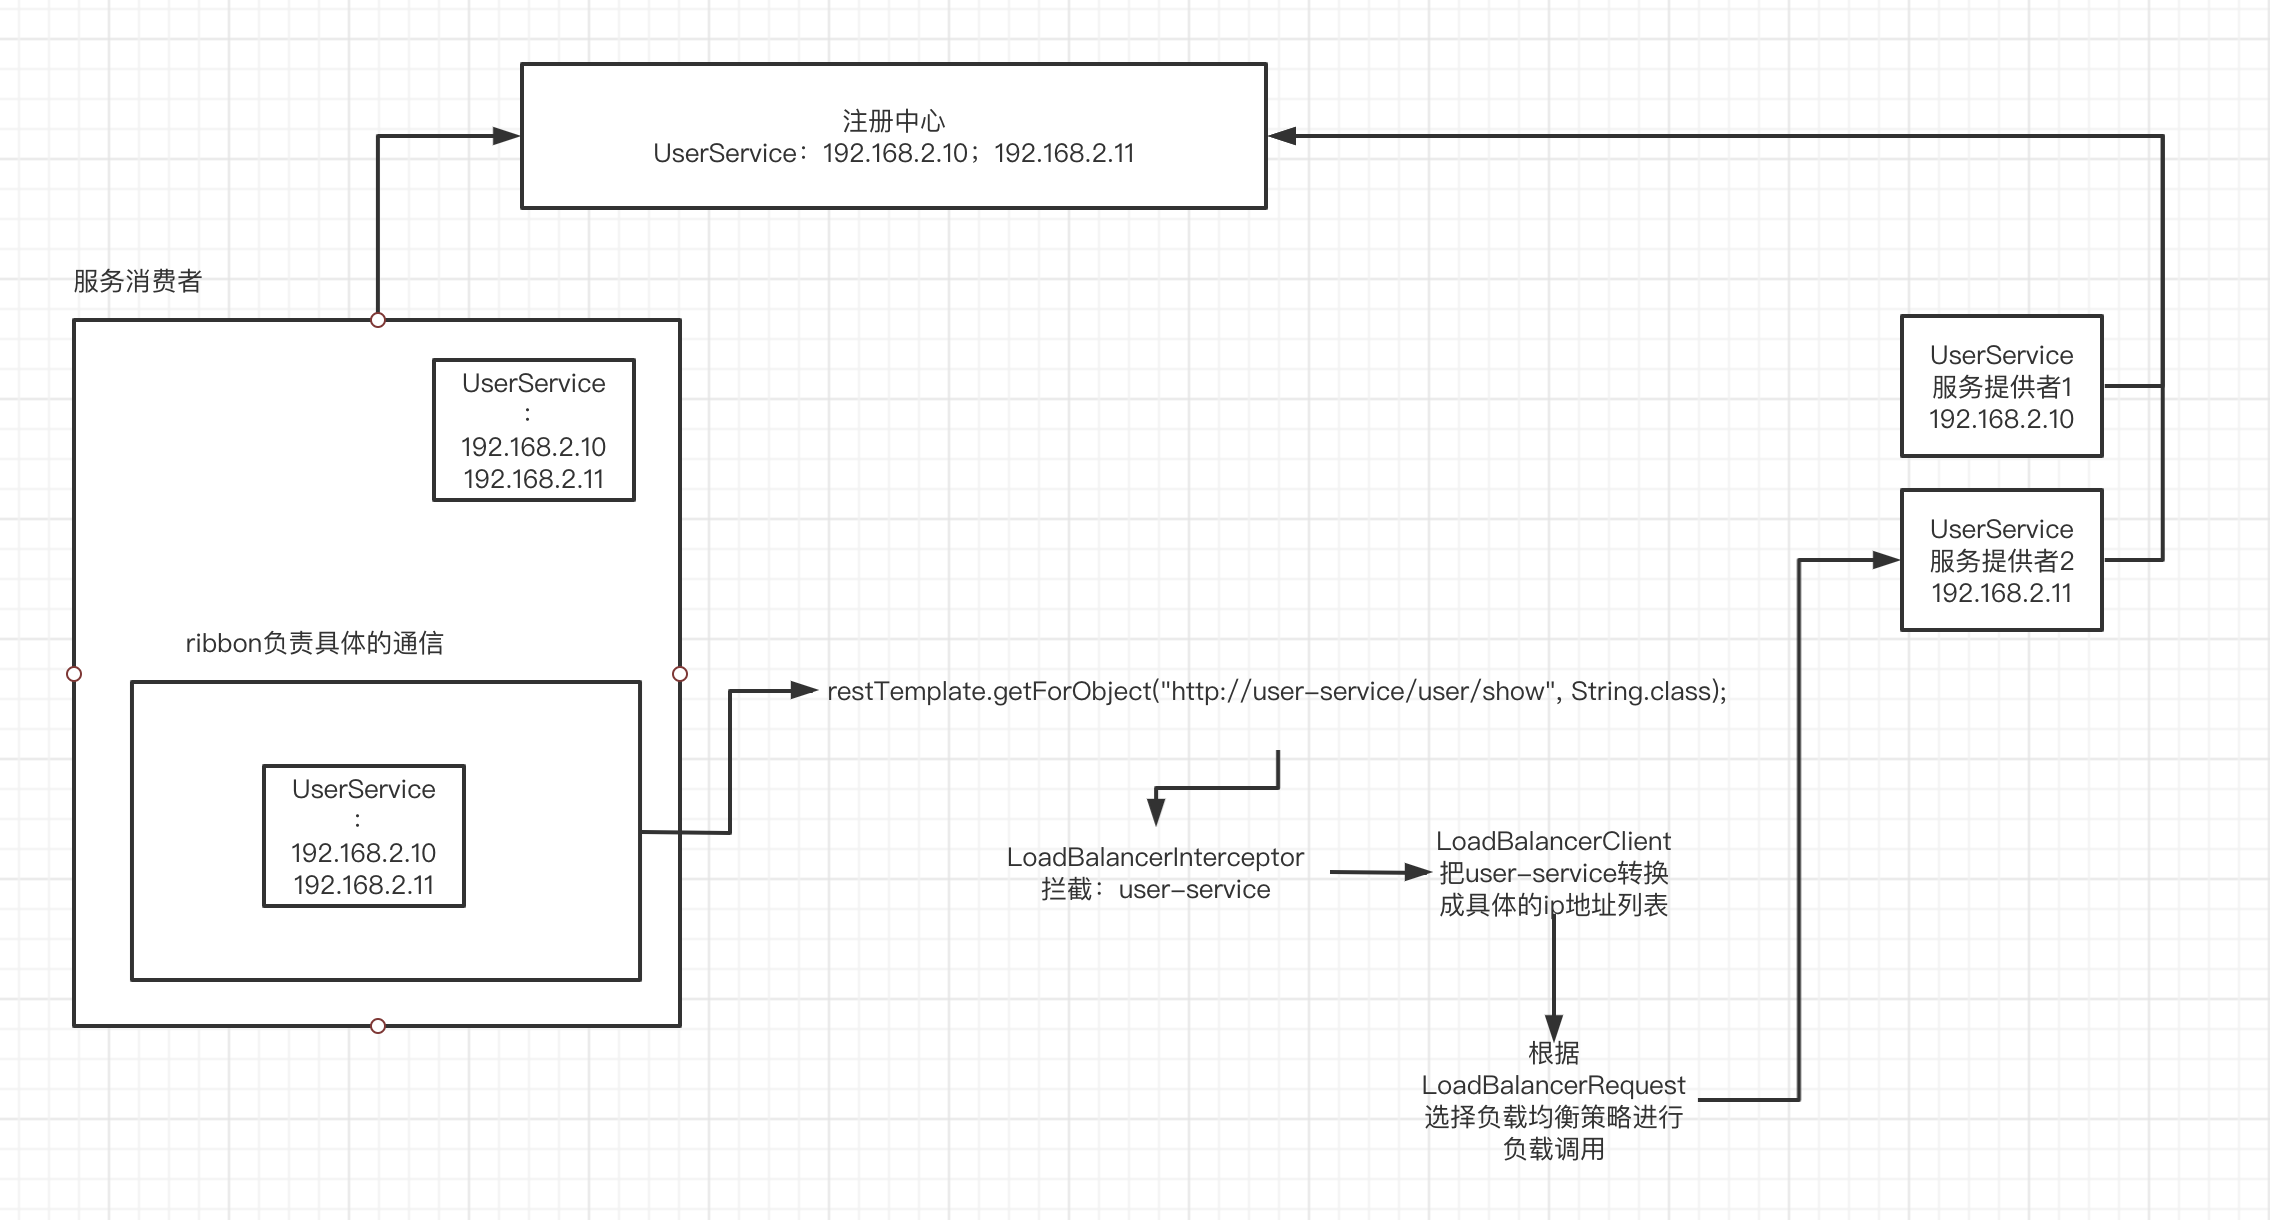 注册中心
UserService：192.168.2.10；192.168.2.11
服务消费者
UserService
：
192.168.2.10
192.168.2.11
ribbon负责具体的通信
UserService
：
192.168.2.10
192.168.2.11
restTemplate.getForObject("http://user-service/user/show", String.class);
LoadBalancerInterceptor
拦截：user-service
LoadBalancerClient
把user-service转换
成具体的ip地址列表
根据
LoadBalancerRequest
选择负载均衡策略进行
负载调用
UserService
服务提供者1
192.168.2.10
UserService
服务提供者2
192.168.2.11